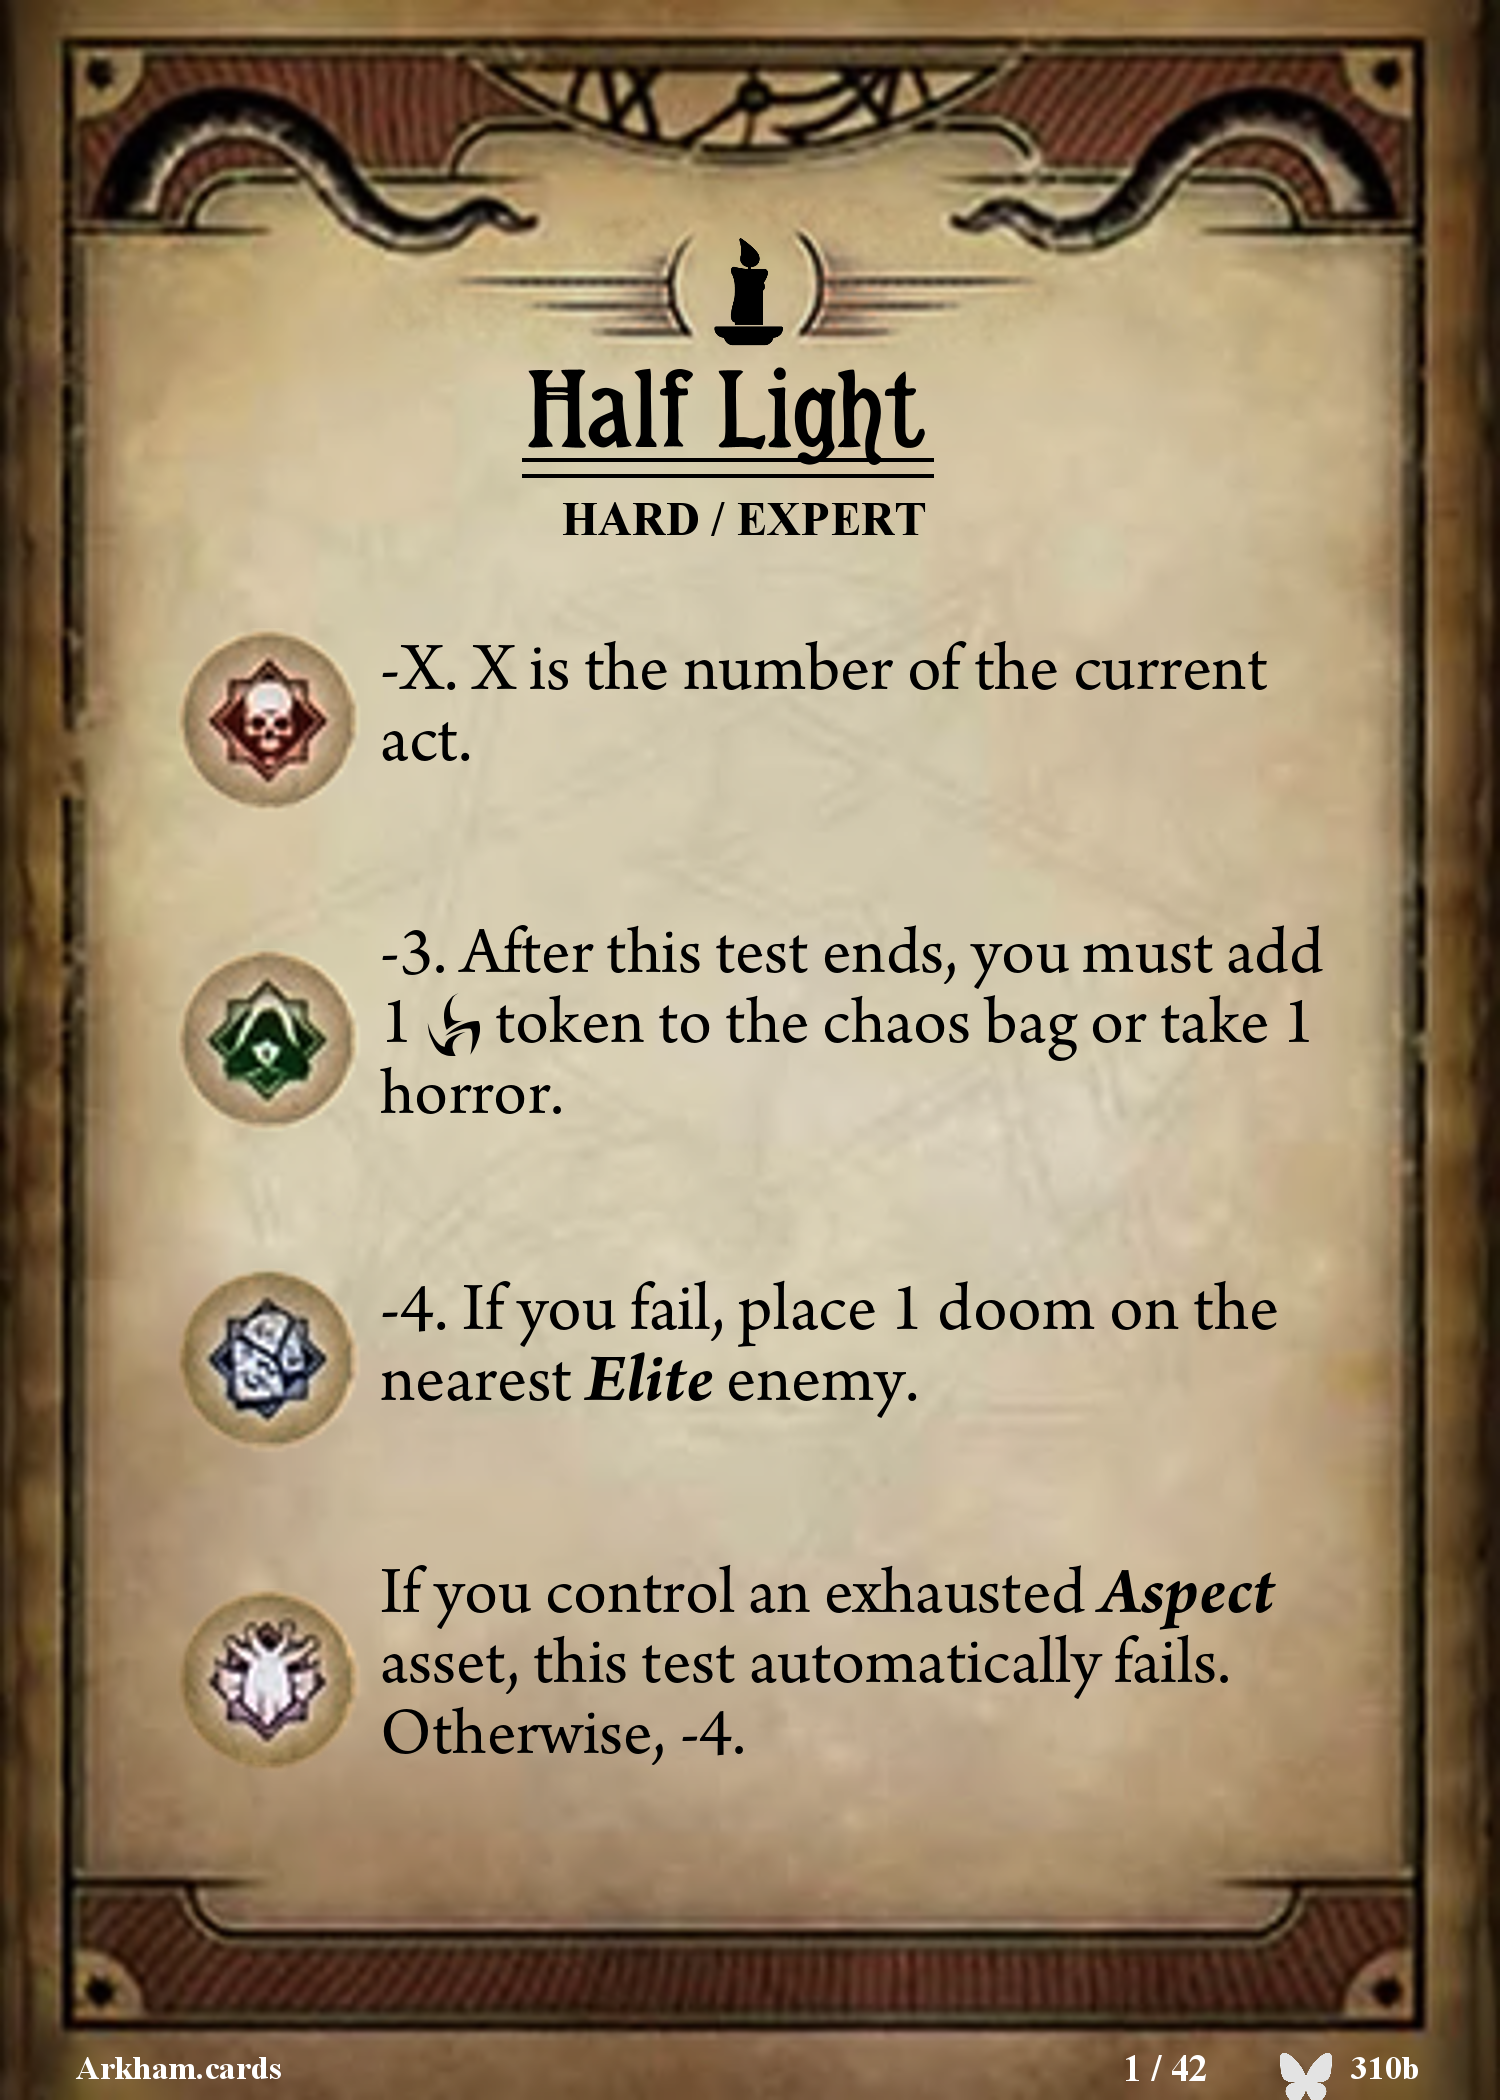 Half Light
HARD / EXPERT
-X. X is the number of the current
act.
-3. After this test ends, you must add
1 token to the chaos bag or take 1
horror.
-4. If you fail, place 1 doom on the
nearest Elite enemy.
If you control an exhausted Aspect
asset, this test automatically fails.
Otherwise, -4.
Arkham.cards
1 / 42
310b